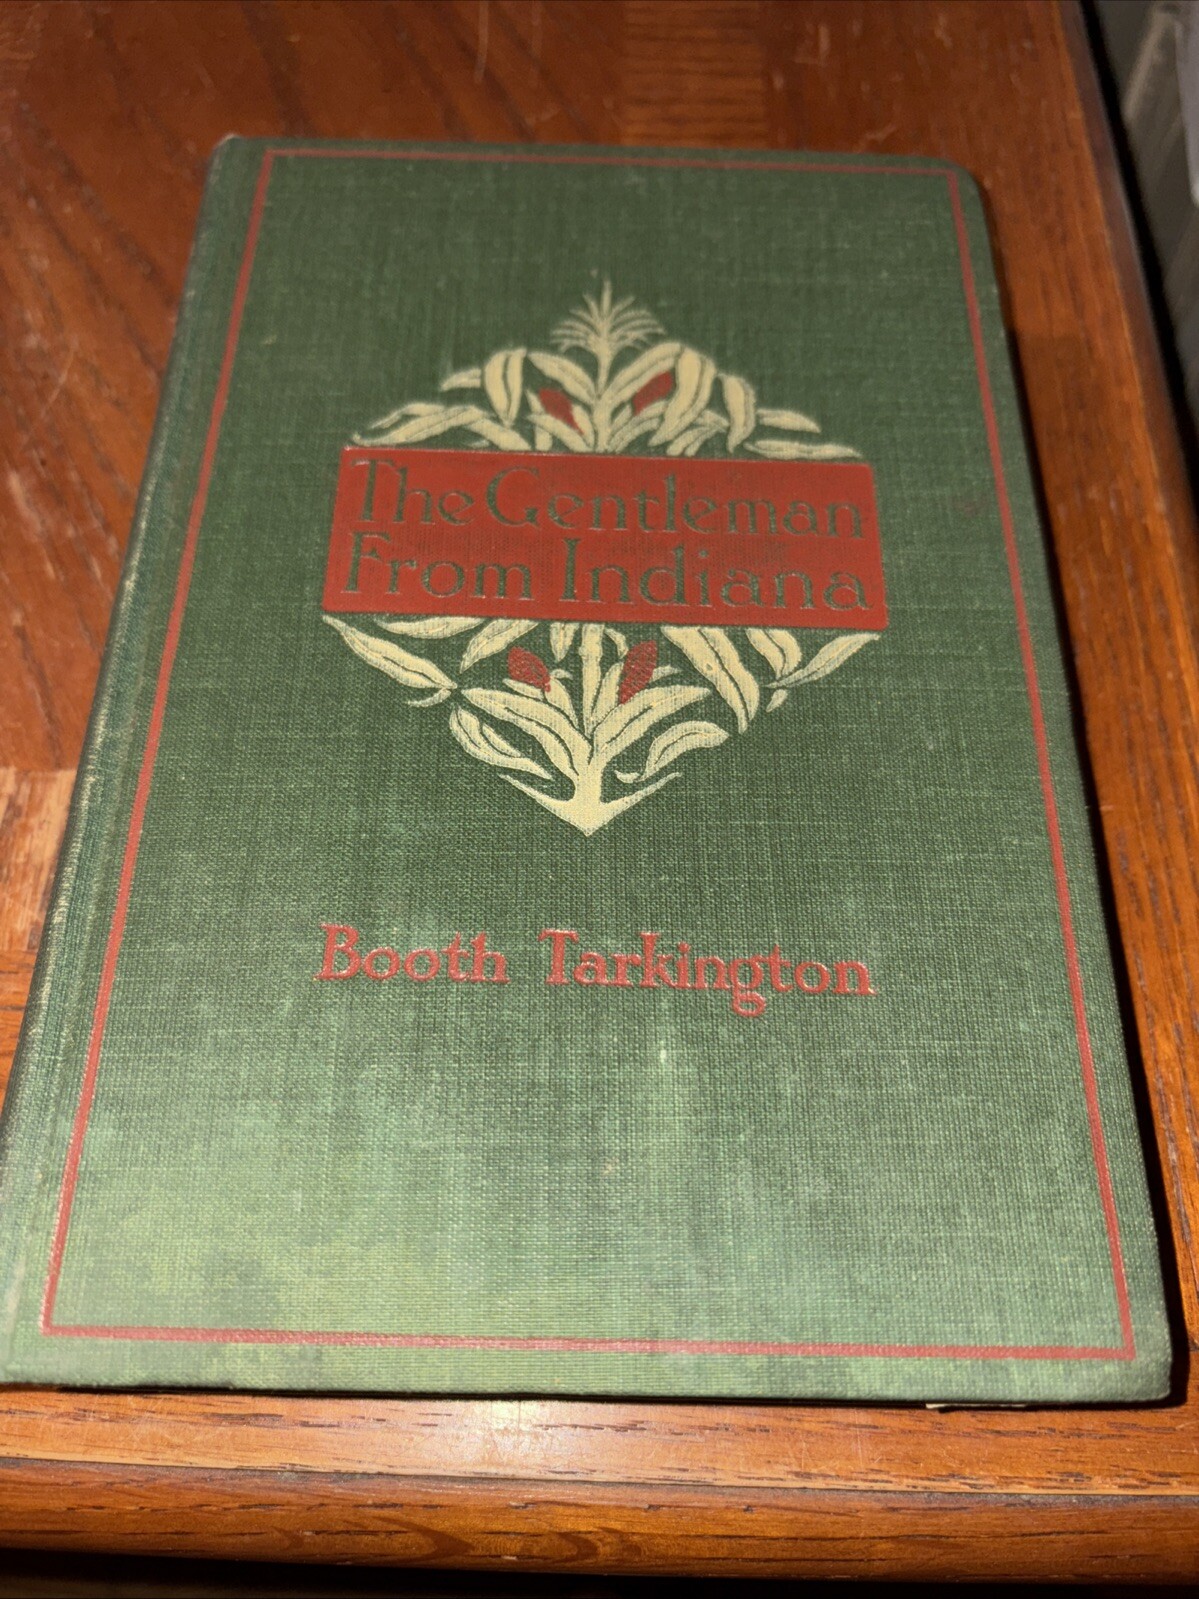 The Gentleman
From Indiana
Booth Tarkington